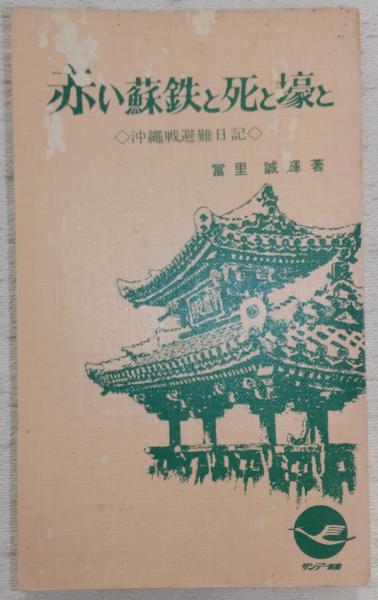 赤い蘇鉄と死と壕と
◇沖縄戦避難日記◇
冨里誠輝著
サンデー新書